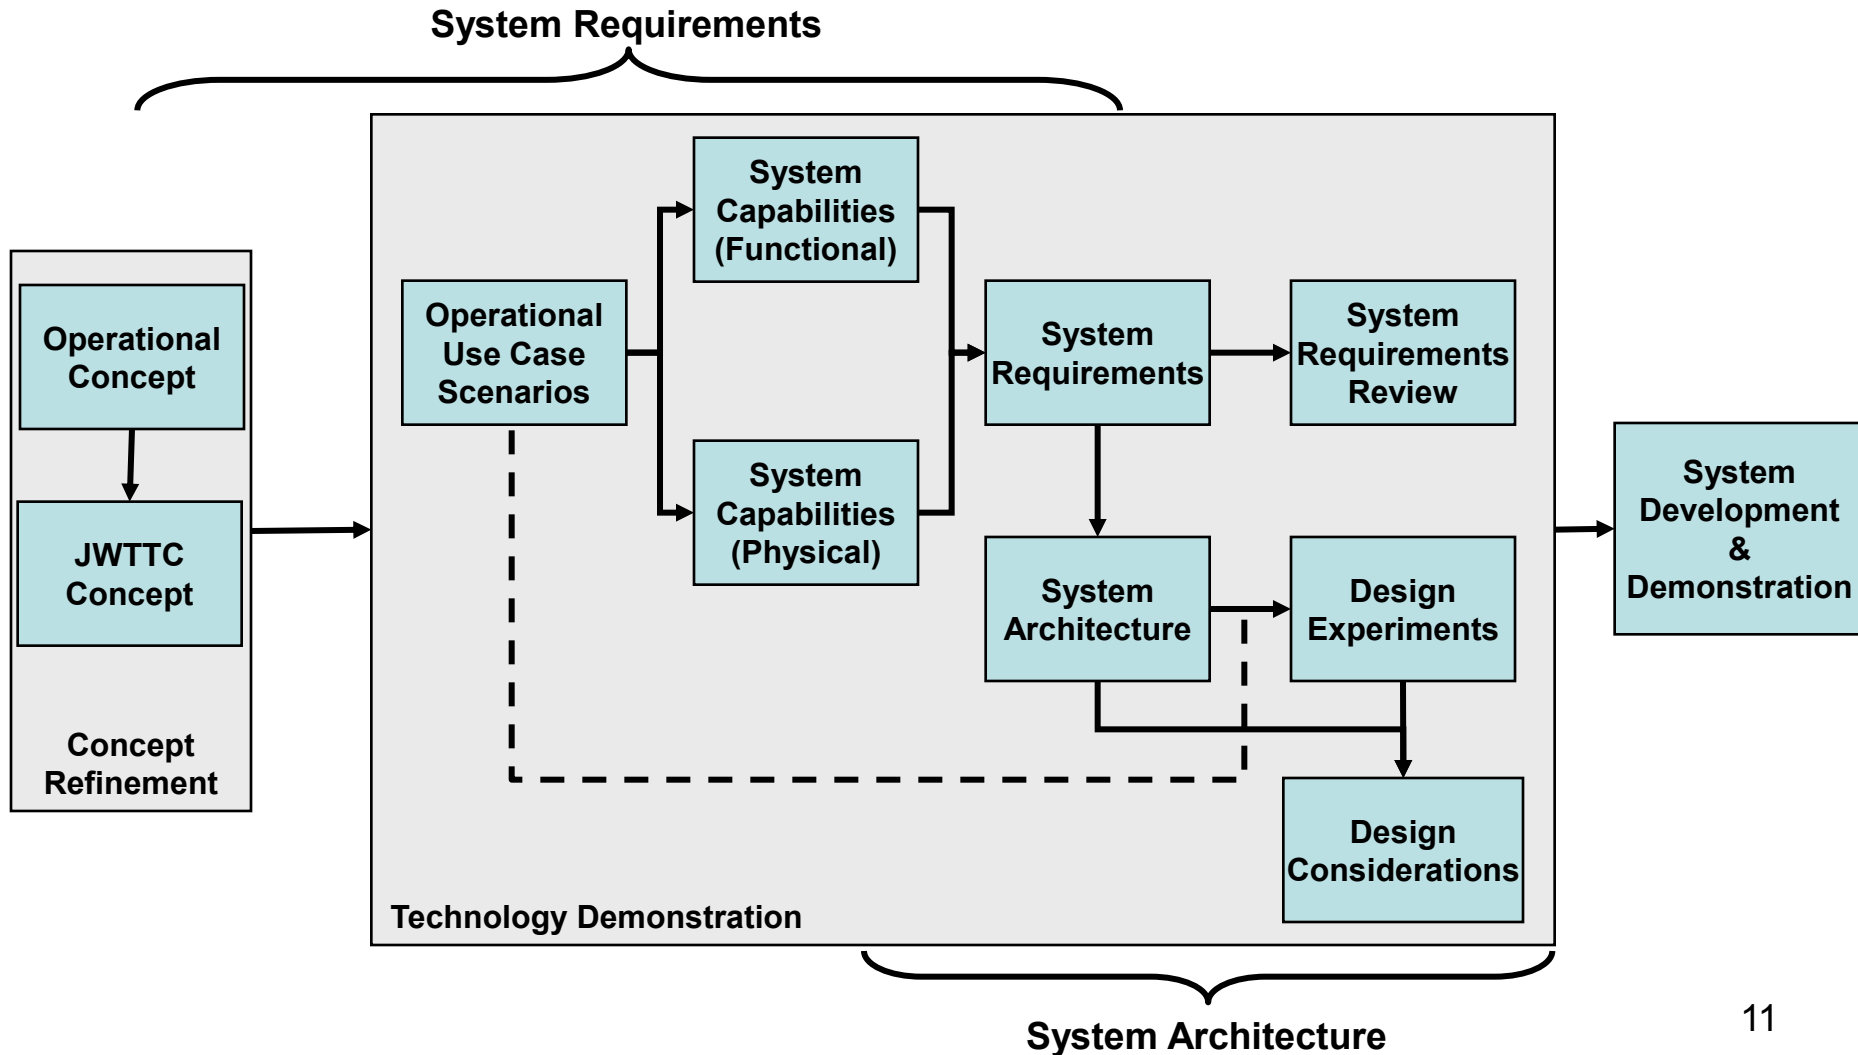 System Requirements
Operational
Concept
JWTTC
Concept
Concept
Refinement
Operational
Use Case
Scenarios
System
Capabilities
(Functional)
System
Capabilities
(Physical)
System
Requirements
System
Requirements
Review
System
Architecture
Design
Experiments
Design
Considerations
Technology Demonstration
System
Development
&
Demonstration
System Architecture
11